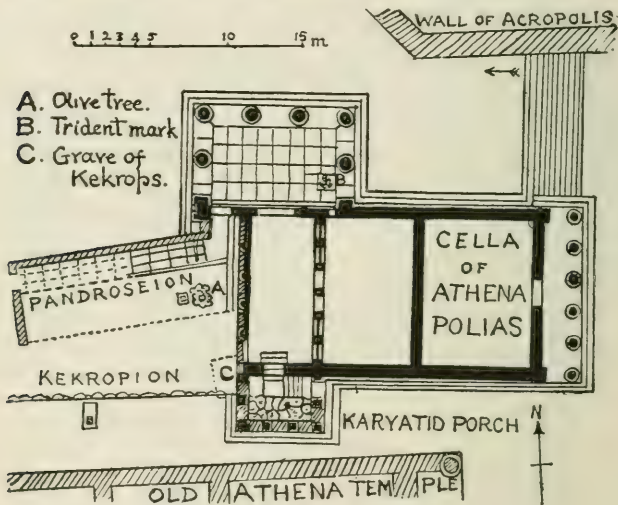 WALL OF ACROPOLIS
0 1 2 3 4 5 10 15 m
A. Olive tree.
B. Trident mark
C. Grave of
Kekrops.
B
CELLA
OF
ATHENA
POLIAS
PANDROSEION
A
KEKROPION
C
KARYATID PORCH
N
OLD ATHENA TEMPLE